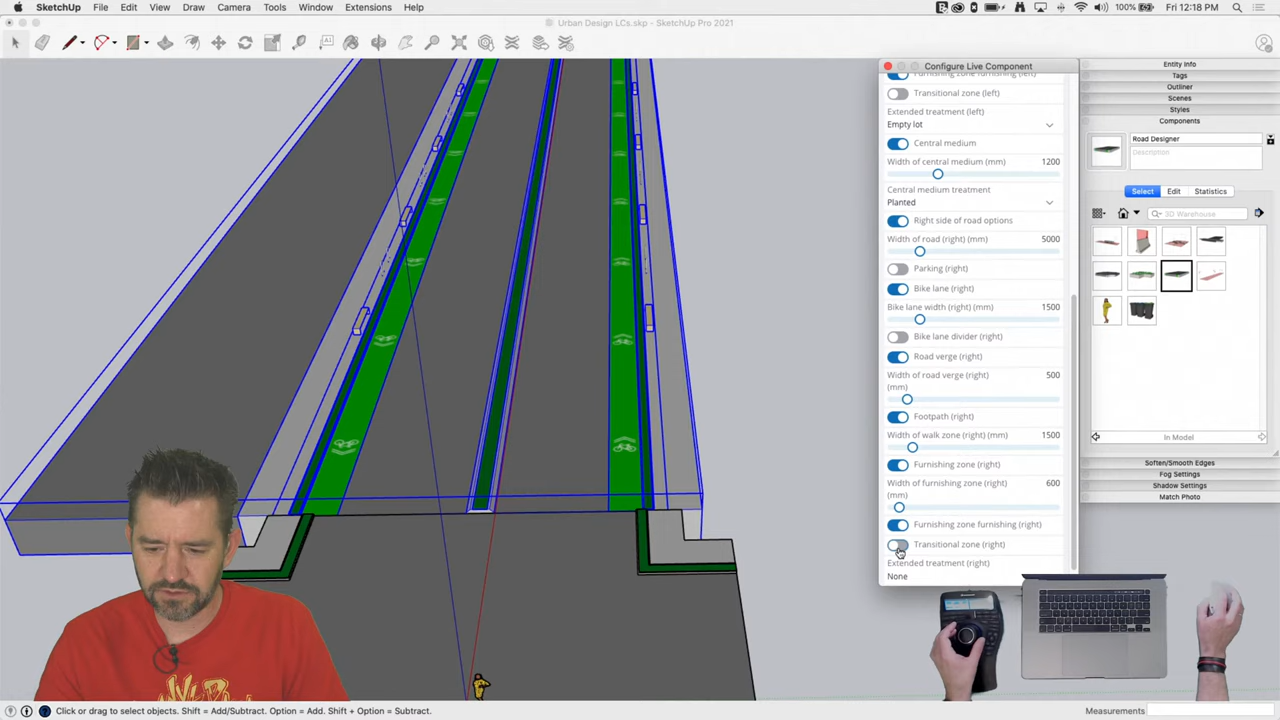 SketchUp File Edit View Draw Camera Tools Window Extensions Help
100% Fri 12:18 PM
Urban Design LCs.skp - SketchUp Pro 2021
Configure Live Component
Furnishing zone furnishing (left)
Transitional zone (left)
Extended treatment (left)
Empty lot
Central medium
Width of central medium (mm) 1200
Central medium treatment
Planted
Right side of road options
Width of road (right) (mm) 5000
Parking (right)
Bike lane (right)
Bike lane width (right) (mm) 1500
Bike lane divider (right)
Road verge (right)
Width of road verge (right) 500
(mm)
Footpath (right)
Width of walk zone (right) (mm) 1500
Furnishing zone (right)
Width of furnishing zone (right) 600
(mm)
Furnishing zone furnishing (right)
Transitional zone (right)
Extended treatment (right)
None
Entity Info
Tags
Outliner
Scenes
Styles
Components
Road Designer
Description
Select Edit Statistics
3D Warehouse
In Model
Soften/Smooth Edges
Fog Settings
Shadow Settings
Match Photo
Click or drag to select objects. Shift = Add/Subtract. Option = Add. Shift + Option = Subtract.
Measurements